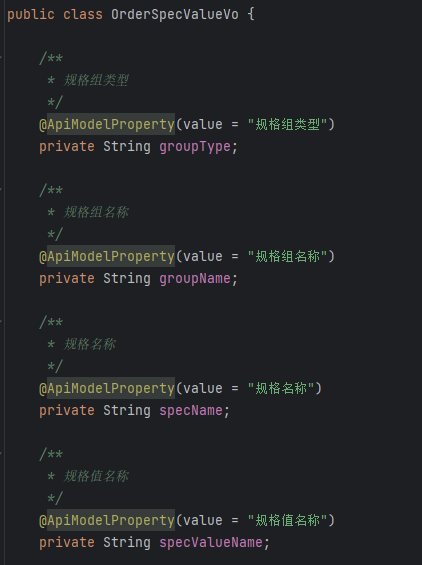 public class OrderSpecValueVo {
/**
* 规格组类型
*/
@ApiModelProperty(value = "规格组类型")
private String groupType;
/**
* 规格组名称
*/
@ApiModelProperty(value = "规格组名称")
private String groupName;
/**
* 规格名称
*/
@ApiModelProperty(value = "规格名称")
private String specName;
/**
* 规格值名称
*/
@ApiModelProperty(value = "规格值名称")
private String specValueName;